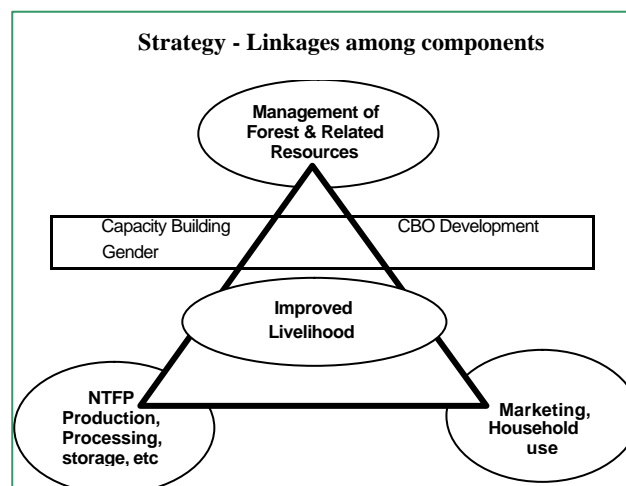 Strategy - Linkages among components
Management of
Forest & Related
Resources
Capacity Building CBO Development
Gender
Improved
Livelihood
NTFP
Production,
Processing,
storage, etc
Marketing,
Household
use